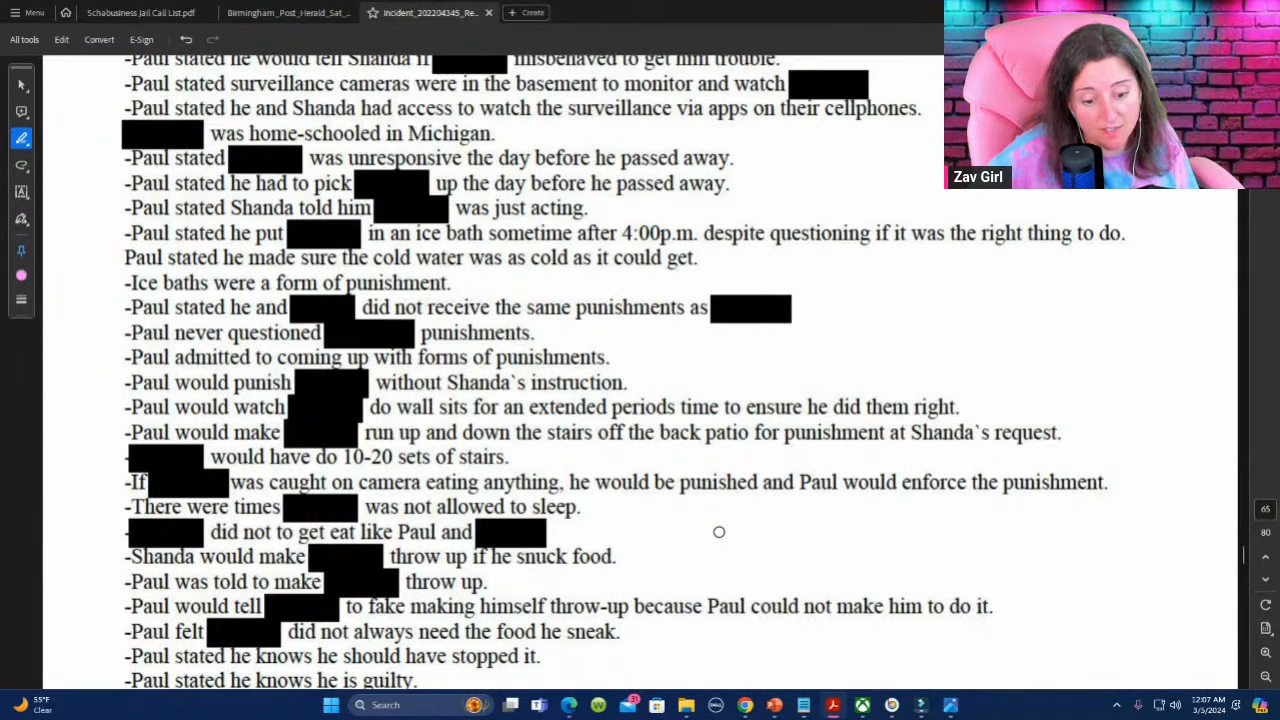 Menu
Schabusiness Jail Call List.pdf
Birmingham_Post_Herald_Sat_...
Incident_202204345_Re...
Create
All tools Edit Convert E-Sign
-Paul stated he would tell Shanda if misbehaved to get him trouble.
-Paul stated surveillance cameras were in the basement to monitor and watch
-Paul stated he and Shanda had access to watch the surveillance via apps on their cellphones.
was home-schooled in Michigan.
-Paul stated was unresponsive the day before he passed away.
-Paul stated he had to pick up the day before he passed away.
-Paul stated Shanda told him was just acting.
-Paul stated he put in an ice bath sometime after 4:00p.m. despite questioning if it was the right thing to do.
Paul stated he made sure the cold water was as cold as it could get.
-Ice baths were a form of punishment.
-Paul stated he and did not receive the same punishments as
-Paul never questioned punishments.
-Paul admitted to coming up with forms of punishments.
-Paul would punish without Shanda`s instruction.
-Paul would watch do wall sits for an extended periods time to ensure he did them right.
-Paul would make run up and down the stairs off the back patio for punishment at Shanda`s request.
- would have do 10-20 sets of stairs.
-If was caught on camera eating anything, he would be punished and Paul would enforce the punishment.
-There were times was not allowed to sleep.
- did not to get eat like Paul and
-Shanda would make throw up if he snuck food.
-Paul was told to make throw up.
-Paul would tell to fake making himself throw-up because Paul could not make him to do it.
-Paul felt did not always need the food he sneak.
-Paul stated he knows he should have stopped it.
-Paul stated he knows he is guilty.
Zav Girl
65
80
55°F
Clear
Search
31
12:07 AM
3/5/2024